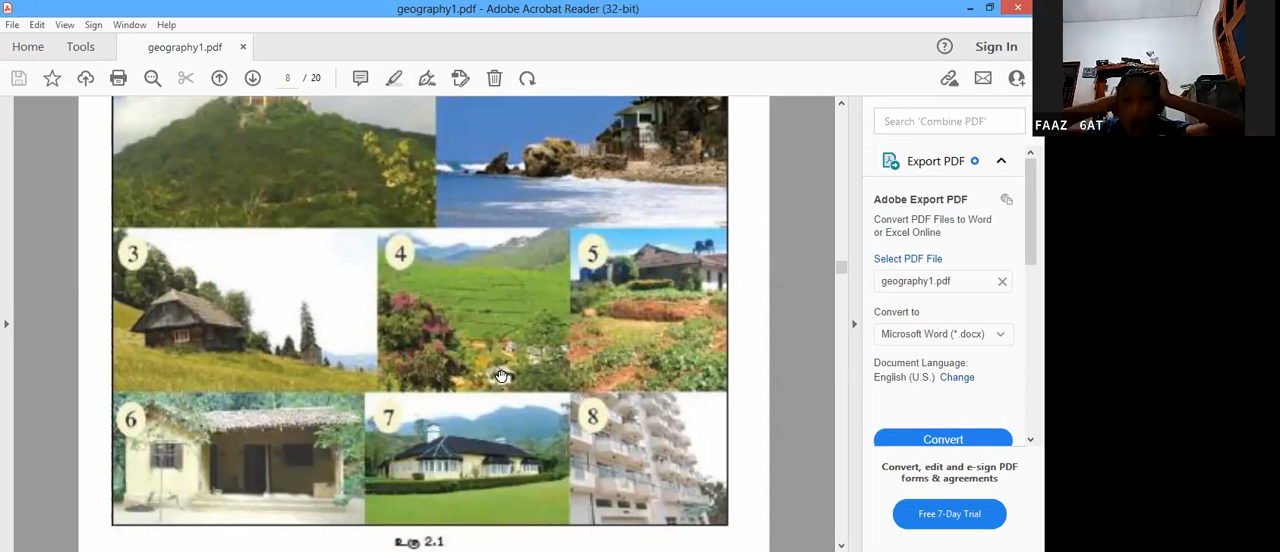 geography1.pdf - Adobe Acrobat Reader (32-bit)
File Edit View Sign Window Help
Home Tools geography1.pdf × Sign In
8 / 20
FAAZ 6AT
Search 'Combine PDF'
Export PDF
Adobe Export PDF
Convert PDF Files to Word
or Excel Online
Select PDF File
geography1.pdf
Convert to
Microsoft Word (*.docx)
Document Language:
English (U.S.) Change
Convert
Convert, edit and e-sign PDF
forms & agreements
Free 7-Day Trial
3 4 5
6 7 8
உரு 2.1